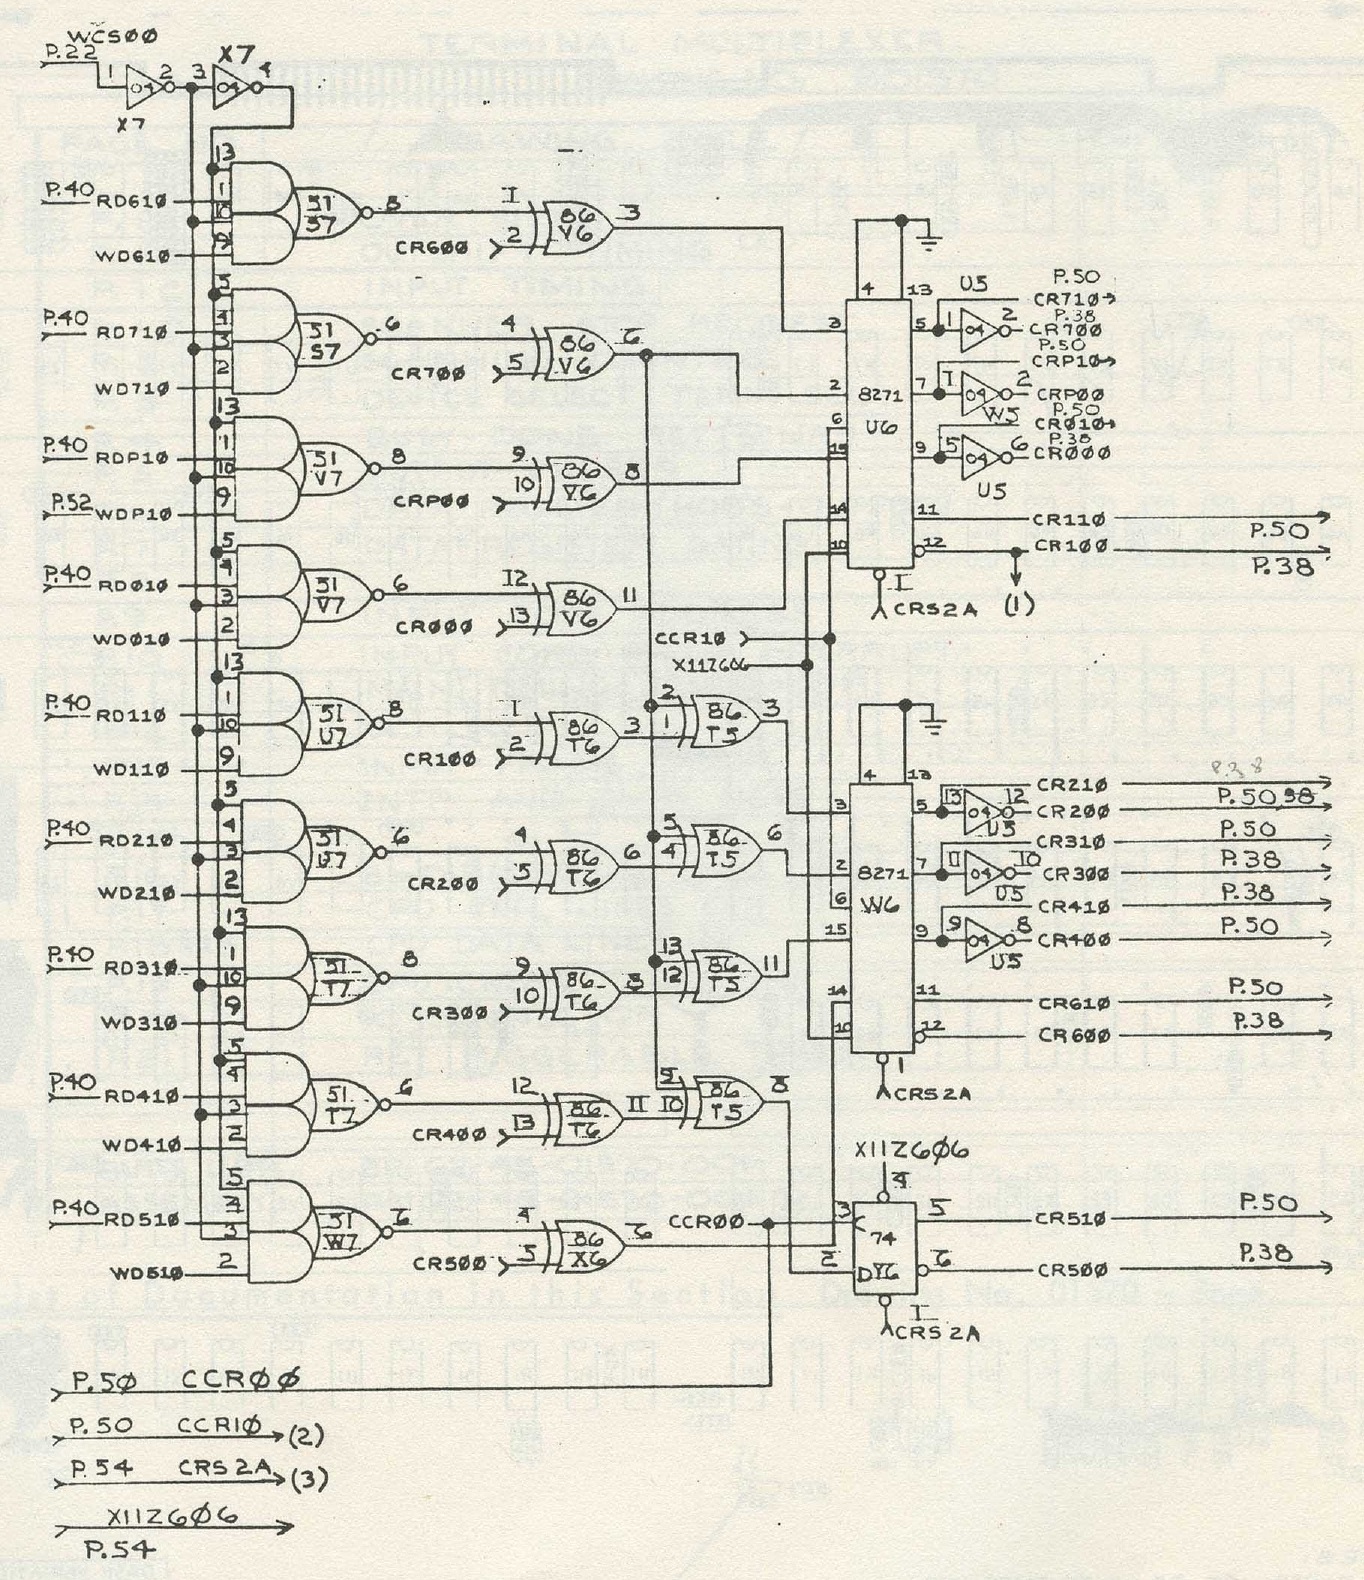 WCS00
P.22 1 04 2 3 04 4
X7 X7
13
P.40 RD610 1 51 S7 8 1 86 V6 3
10 9 CR600 2
WD610
5
P.40 RD710 4 51 S7 6 4 86 V6 6
3 2 CR700 5
WD710
13
P.40 RDP10 1 51 V7 8 9 86 V6 8
10 CRP00 10
P.52 WDP10 9
5
P.40 RD010 4 51 V7 6 12 86 V6 11
3 CR000 13
WD010 2
13
P.40 RD110 1 51 U7 8 1 86 T6 3 2 1 86 T5 3
10 CR100 2
WD110 9
5
P.40 RD210 4 51 U7 6 4 86 T6 6 5 4 86 T5 6
3 CR200 5
WD210 2
13
P.40 RD310 1 51 T7 8 9 86 T6 8 13 12 86 T5 11
10 CR300 10
WD310 9
5
P.40 RD410 4 51 T7 6 12 86 T6 11 9 10 86 T5 8
3 CR400 13
WD410 2
5
P.40 RD510 4 51 W7 6 4 86 X6 6
3 CR500 5
WD510 2
4 13
3 5
2 8271 7
6 U6
15 9
14 11
10 12
1
CRS2A (1)
U5 P.50
CR710
1 04 2 P.38
CR700
P.50
CRP10
1 04 2 CRP00
W5 P.50
CR010
P.38
5 04 6 CR000
U5
CR110 P.50
CR100 P.38
CCR10
X11Z606
4 13
3 5
2 8271 7
6 W6
15 9
14 11
10 12
1
CRS2A
P.38
CR210
13 04 12 CR200 P.50 38
U5
CR310 P.50
11 04 10 CR300 P.38
U5
CR410 P.38
9 04 8 CR400 P.50
U5
CR610 P.50
CR600 P.38
X11Z606
4
CCR00 3 C 74 5 CR510 P.50
2 D Y6 6 CR500 P.38
1
CRS2A
P.50 CCR00
P.50 CCR10 (2)
P.54 CRS2A (3)
X11Z606
P.54